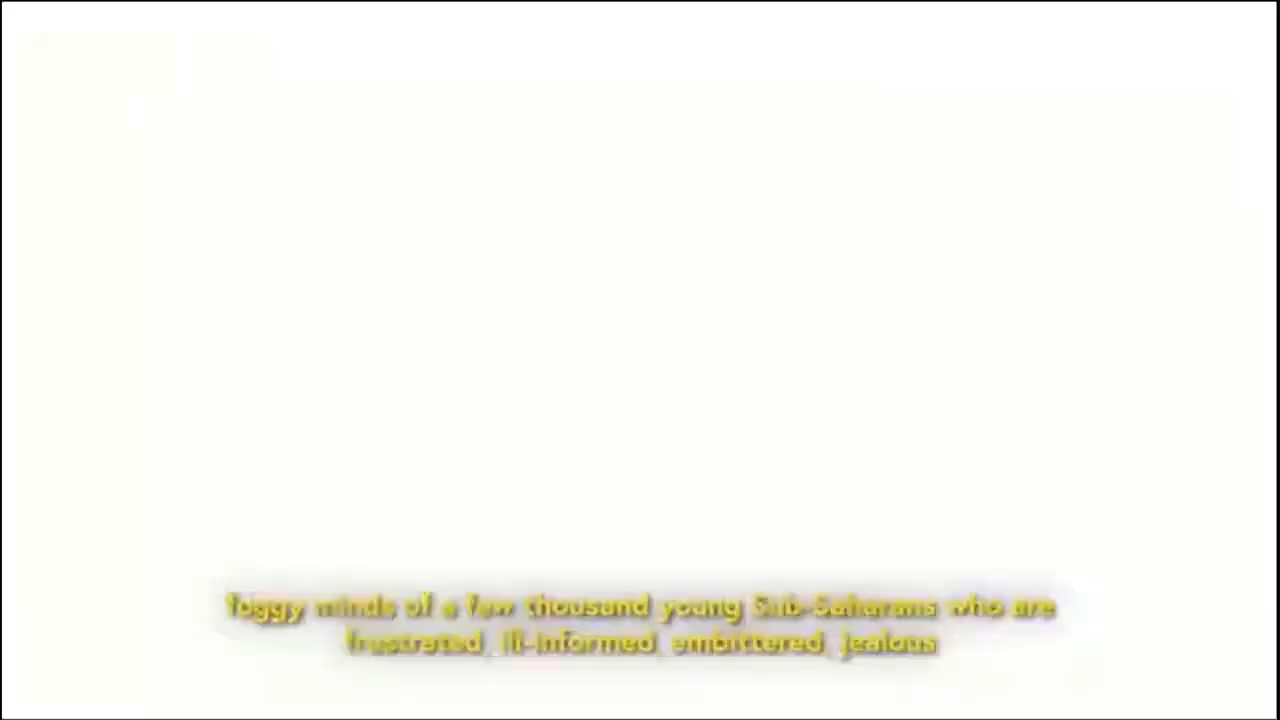 foggy minds of a few thousand young Sub-Saharans who are
frustrated, ill-informed, embittered, jealous